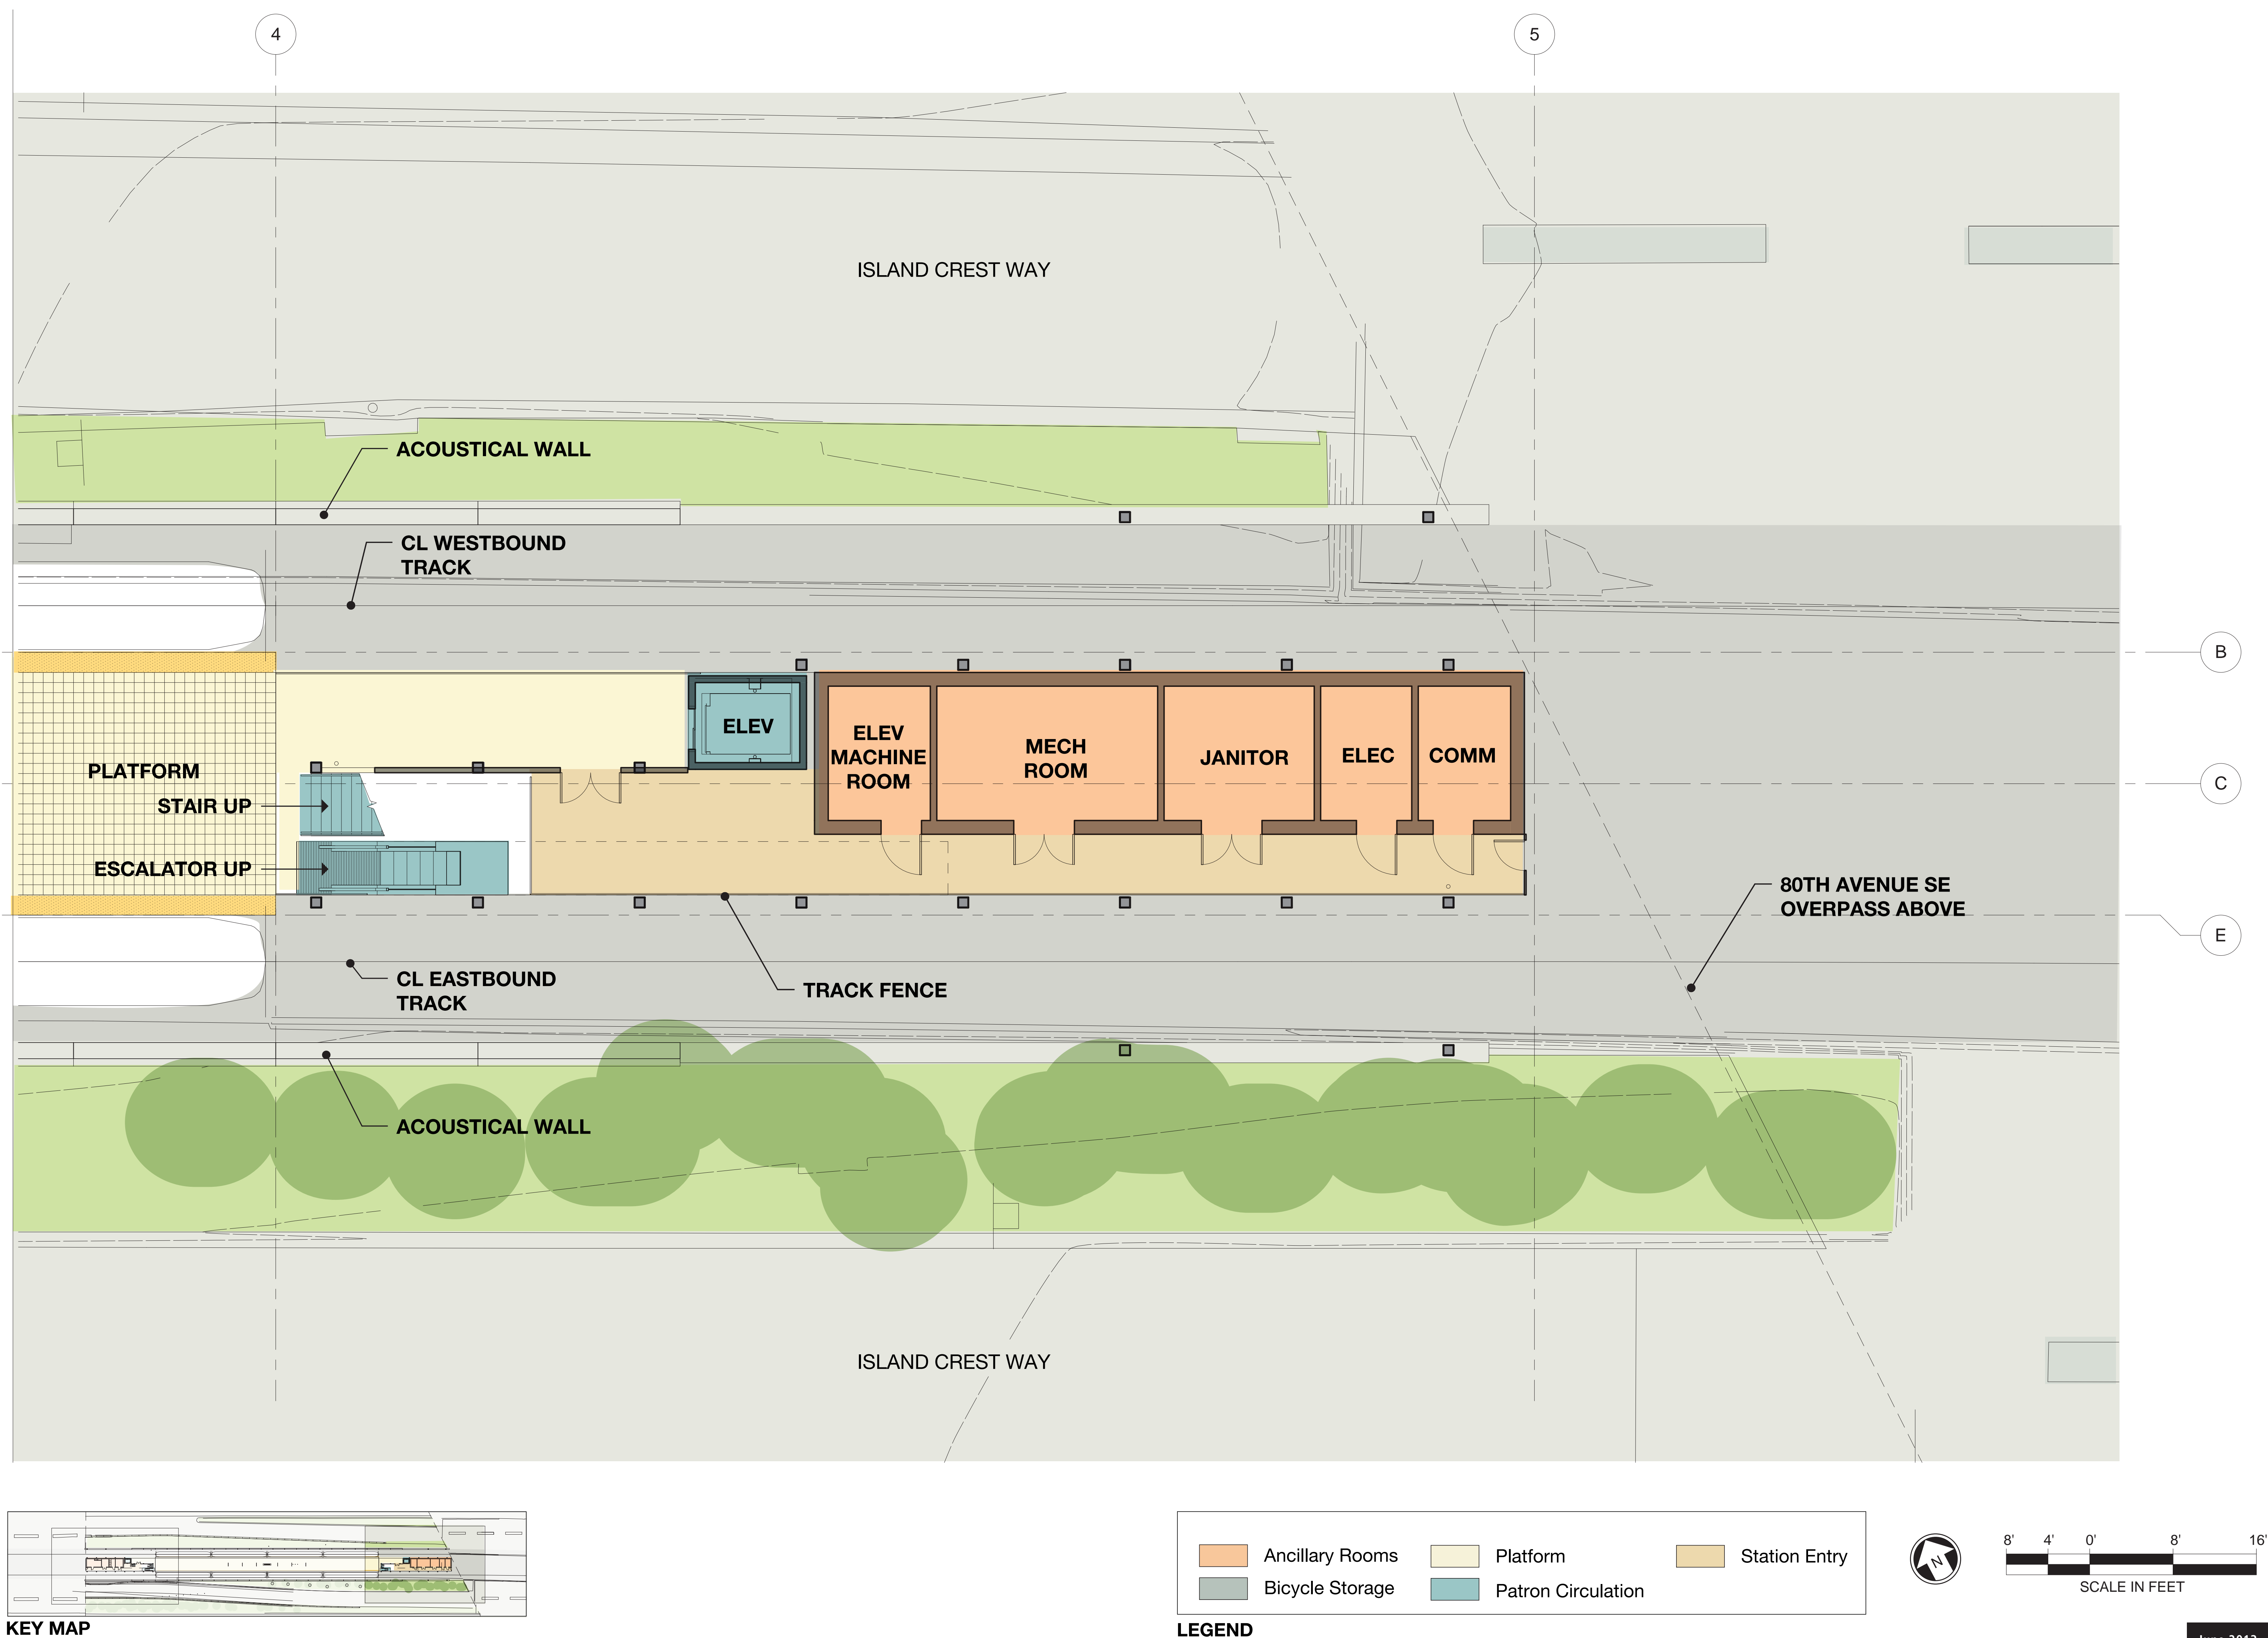 4
5
ISLAND CREST WAY
ACOUSTICAL WALL
CL WESTBOUND
TRACK
B
ELEV
ELEV
MACHINE
ROOM
MECH
ROOM
JANITOR
ELEC
COMM
PLATFORM
C
STAIR UP
ESCALATOR UP
80TH AVENUE SE
OVERPASS ABOVE
E
CL EASTBOUND
TRACK
TRACK FENCE
ACOUSTICAL WALL
ISLAND CREST WAY
KEY MAP
Ancillary Rooms
Platform
Station Entry
Bicycle Storage
Patron Circulation
LEGEND
N
8' 4' 0' 8' 16'
SCALE IN FEET